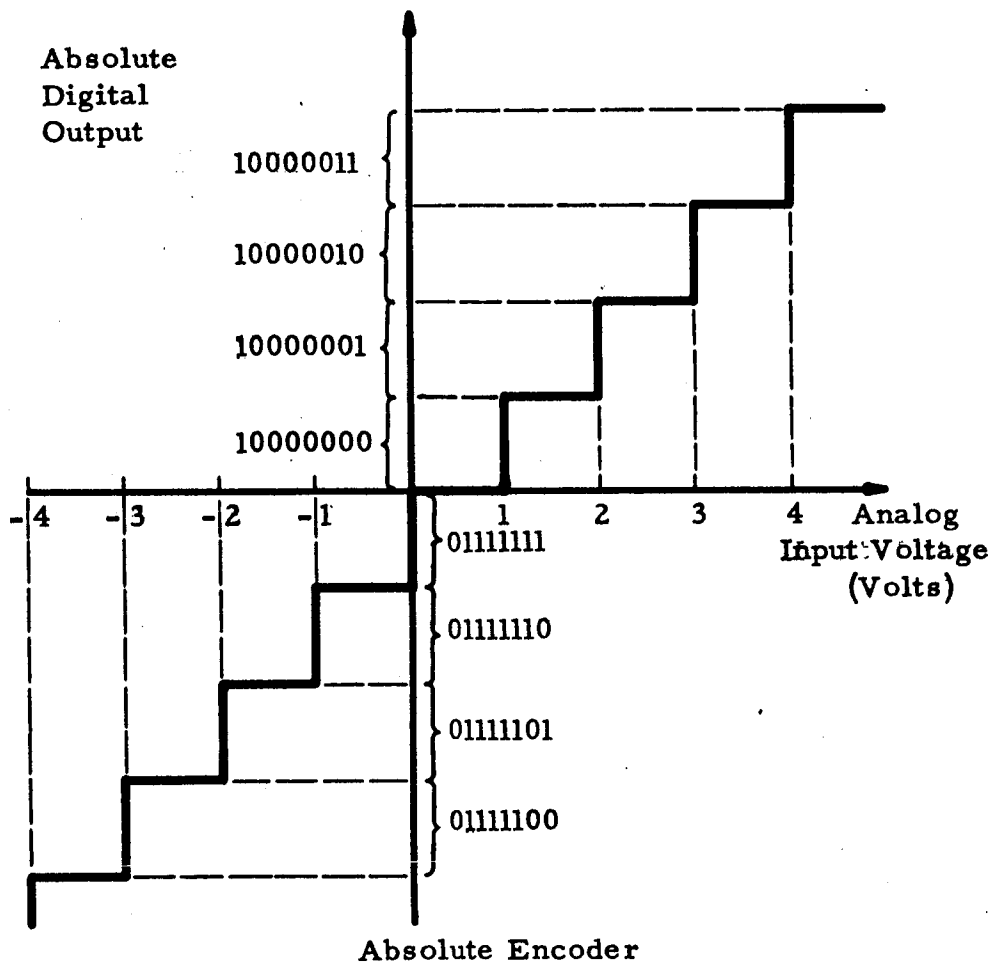 Absolute
Digital
Output
10000011
10000010
10000001
10000000
-4 -3 -2 -1 1 2 3 4 Analog
Input Voltage
(Volts)
01111111
01111110
01111101
01111100
Absolute Encoder